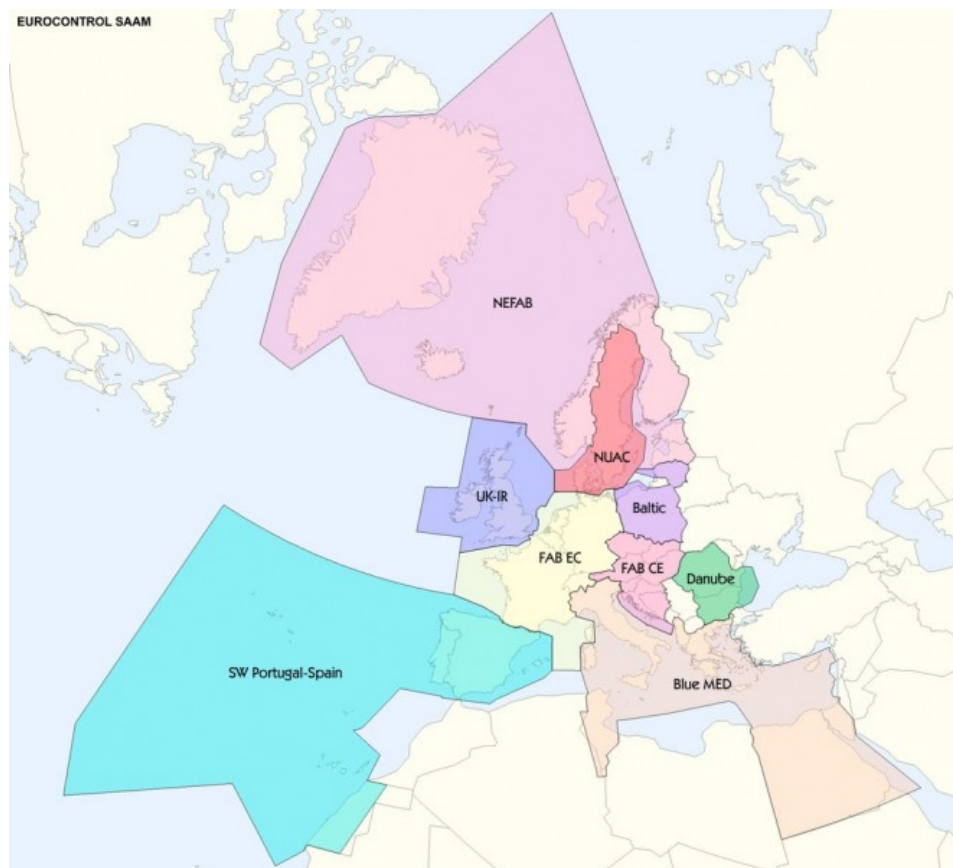 EUROCONTROL SAAM
NEFAB
NUAC
UK-IR
Baltic
FAB EC
FAB CE
Danube
SW Portugal-Spain
Blue MED